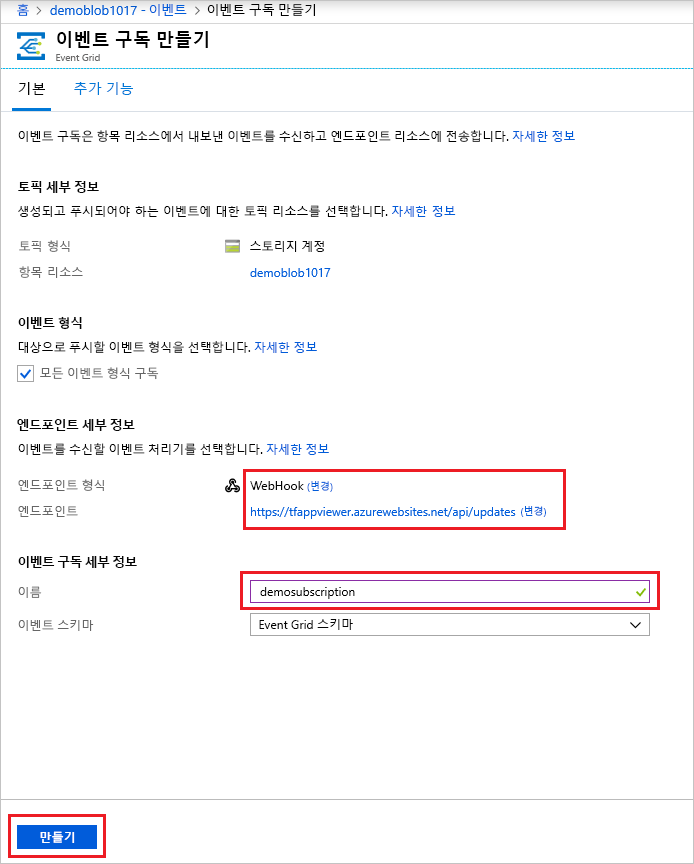 홈 > demoblob1017 - 이벤트 > 이벤트 구독 만들기
이벤트 구독 만들기
Event Grid
기본 추가 기능
이벤트 구독은 항목 리소스에서 내보낸 이벤트를 수신하고 엔드포인트 리소스에 전송합니다. 자세한 정보
토픽 세부 정보
생성되고 푸시되어야 하는 이벤트에 대한 토픽 리소스를 선택합니다. 자세한 정보
토픽 형식 스토리지 계정
항목 리소스 demoblob1017
이벤트 형식
대상으로 푸시할 이벤트 형식을 선택합니다. 자세한 정보
모든 이벤트 형식 구독
엔드포인트 세부 정보
이벤트를 수신할 이벤트 처리기를 선택합니다. 자세한 정보
엔드포인트 형식 WebHook (변경)
엔드포인트 https://tfappviewer.azurewebsites.net/api/updates (변경)
이벤트 구독 세부 정보
이름 demosubscription
이벤트 스키마 Event Grid 스키마
만들기